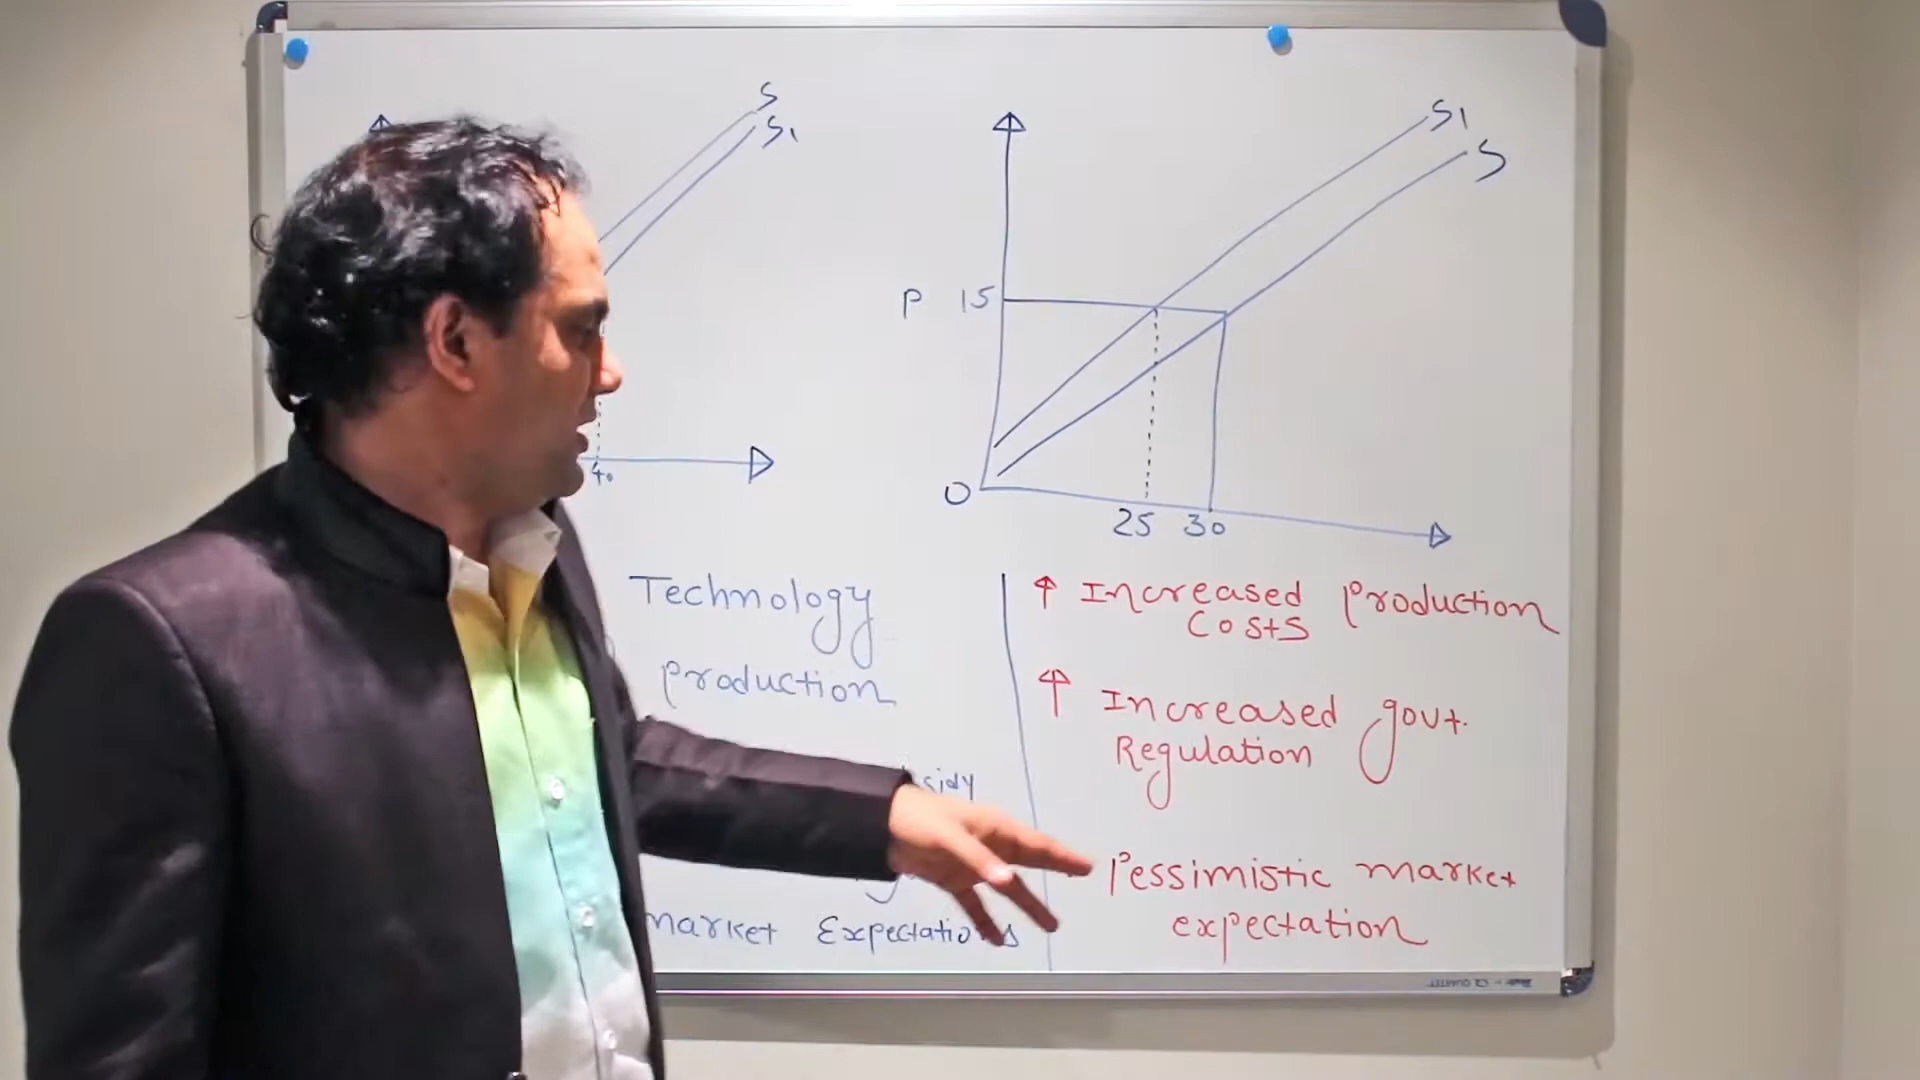 S
S1
40
Technology
Production
sidy
market Expectations
S1
S
P 15
O
25 30
↑ Increased Production
Costs
↑ Increased govt.
Regulation
Pessimistic market
expectation